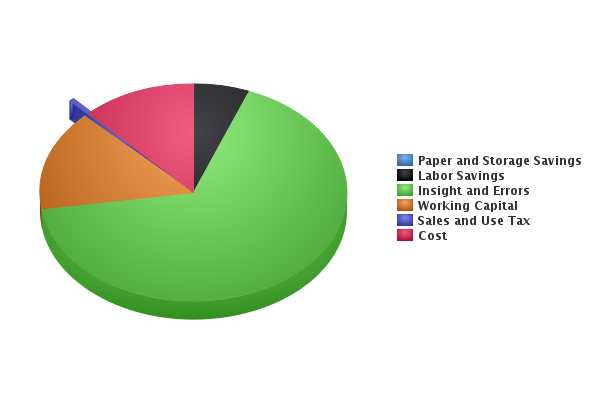 Paper and Storage Savings
Labor Savings
Insight and Errors
Working Capital
Sales and Use Tax
Cost